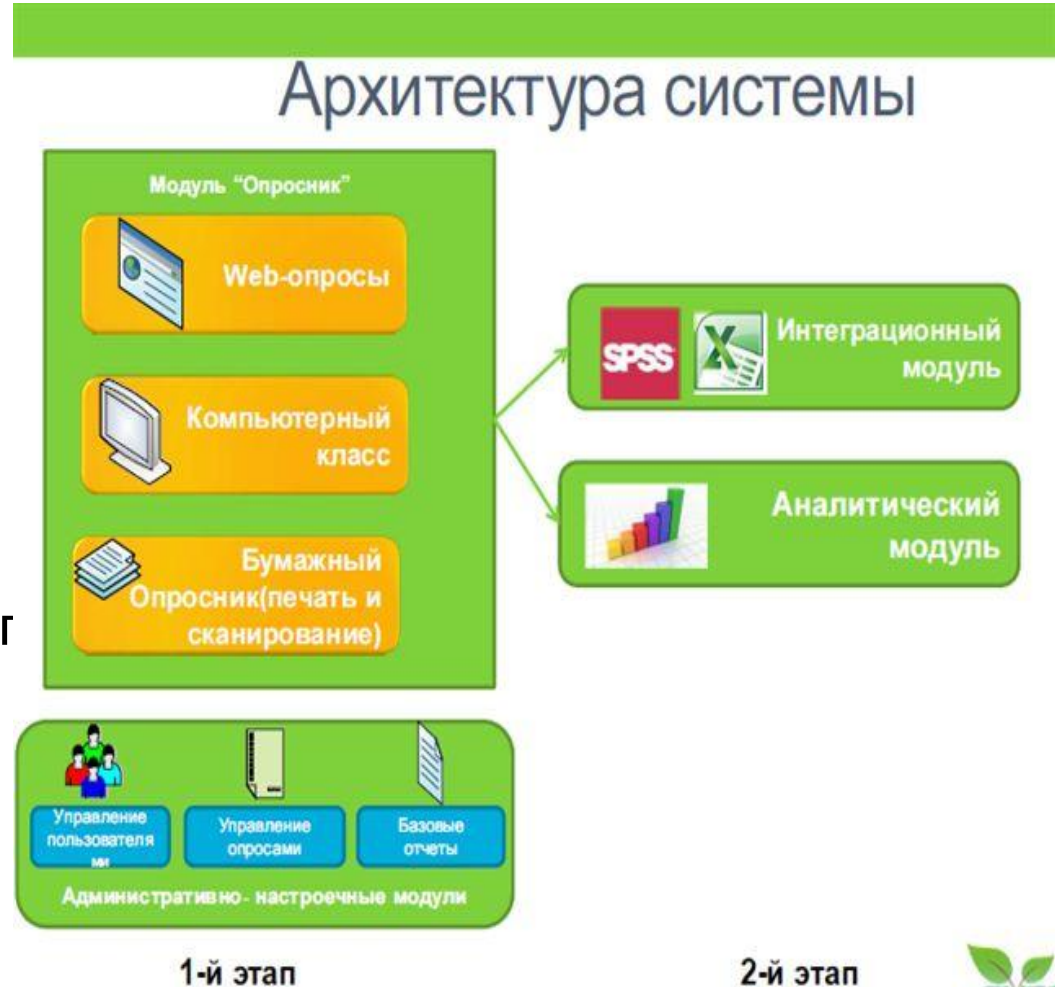 Архитектура системы
Модуль “Опросник”
Web-опросы
Компьютерный
класс
Бумажный
Опросник(печать и
сканирование)
SPSS
Интеграционный
модуль
Аналитический
модуль
Управление
пользователя
ми
Управление
опросами
Базовые
отчеты
Административно- настроечные модули
1-й этап
2-й этап